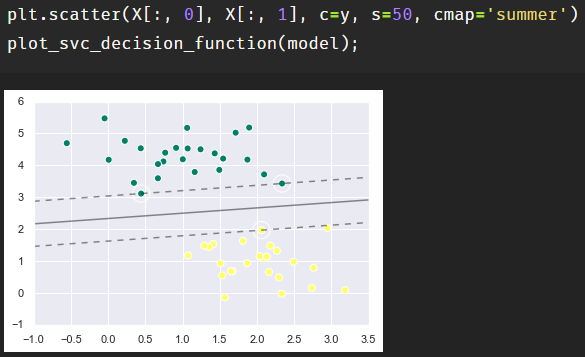 plt.scatter(X[:, 0], X[:, 1], c=y, s=50, cmap='summer')
plot_svc_decision_function(model);
6
5
4
3
2
1
0
−1
−1.0 −0.5 0.0 0.5 1.0 1.5 2.0 2.5 3.0 3.5